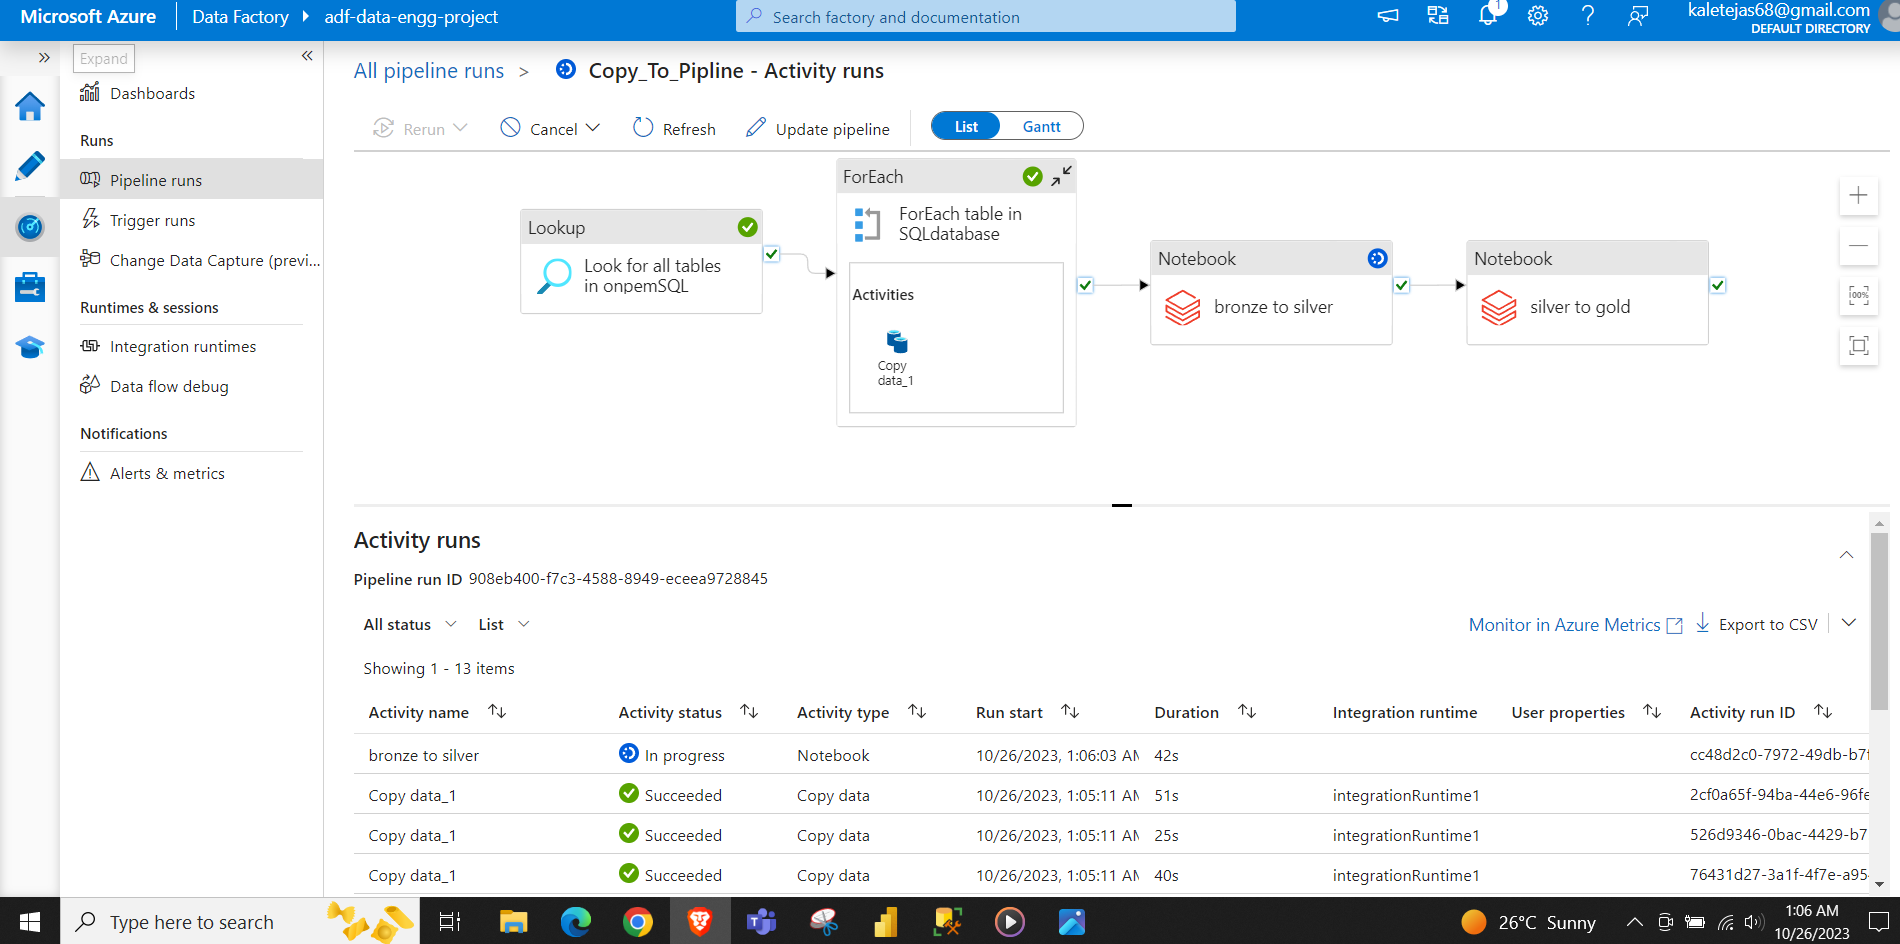 Microsoft Azure
Data Factory
adf-data-engg-project
Search factory and documentation
1
kaletejas68@gmail.com
DEFAULT DIRECTORY
Expand
Dashboards
Runs
Pipeline runs
Trigger runs
Change Data Capture (previ...
Runtimes & sessions
Integration runtimes
Data flow debug
Notifications
Alerts & metrics
All pipeline runs > Copy_To_Pipline - Activity runs
Rerun
Cancel
Refresh
Update pipeline
List
Gantt
Lookup
Look for all tables
in onpemSQL
ForEach
ForEach table in
SQLdatabase
Activities
Copy
data_1
Notebook
bronze to silver
Notebook
silver to gold
100%
Activity runs
Pipeline run ID 908eb400-f7c3-4588-8949-eceea9728845
All status
List
Monitor in Azure Metrics
Export to CSV
Showing 1 - 13 items
Activity name Activity status Activity type Run start Duration Integration runtime User properties Activity run ID
bronze to silver In progress Notebook 10/26/2023, 1:06:03 AM 42s cc48d2c0-7972-49db-b7f
Copy data_1 Succeeded Copy data 10/26/2023, 1:05:11 AM 51s integrationRuntime1 2cf0a65f-94ba-44e6-96fe
Copy data_1 Succeeded Copy data 10/26/2023, 1:05:11 AM 25s integrationRuntime1 526d9346-0bac-4429-b7
Copy data_1 Succeeded Copy data 10/26/2023, 1:05:11 AM 40s integrationRuntime1 76431d27-3a1f-4f7e-a95
Type here to search
26°C Sunny
1:06 AM
10/26/2023